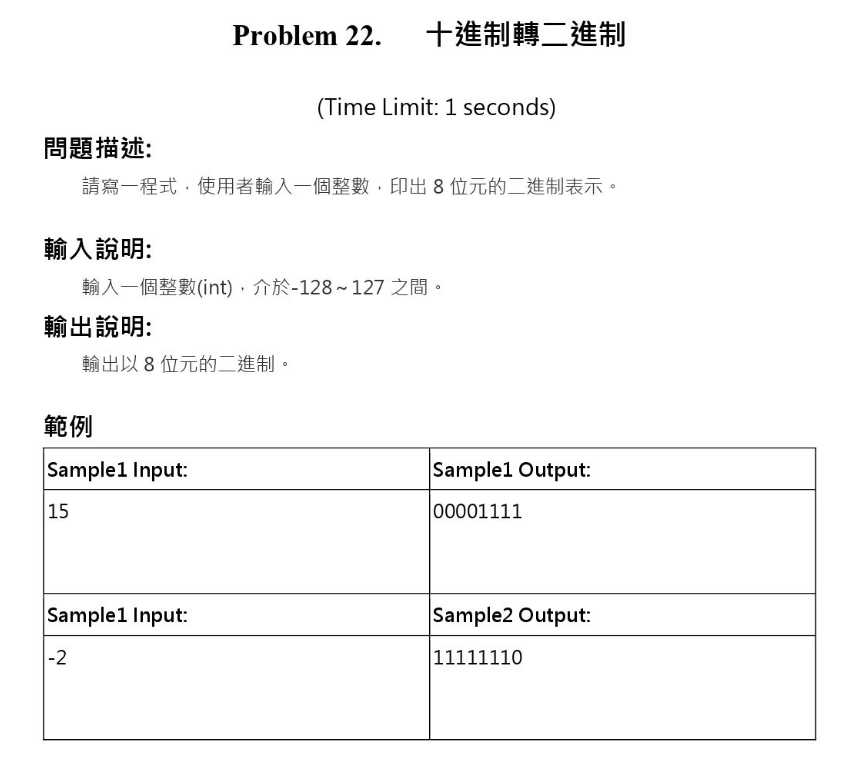 Problem 22. 十進制轉二進制
(Time Limit: 1 seconds)
問題描述:
請寫一程式，使用者輸入一個整數，印出 8 位元的二進制表示。
輸入說明:
輸入一個整數(int)，介於-128~127 之間。
輸出說明:
輸出以 8 位元的二進制。
範例
Sample1 Input: Sample1 Output:
15 00001111
Sample1 Input: Sample2 Output:
-2 11111110